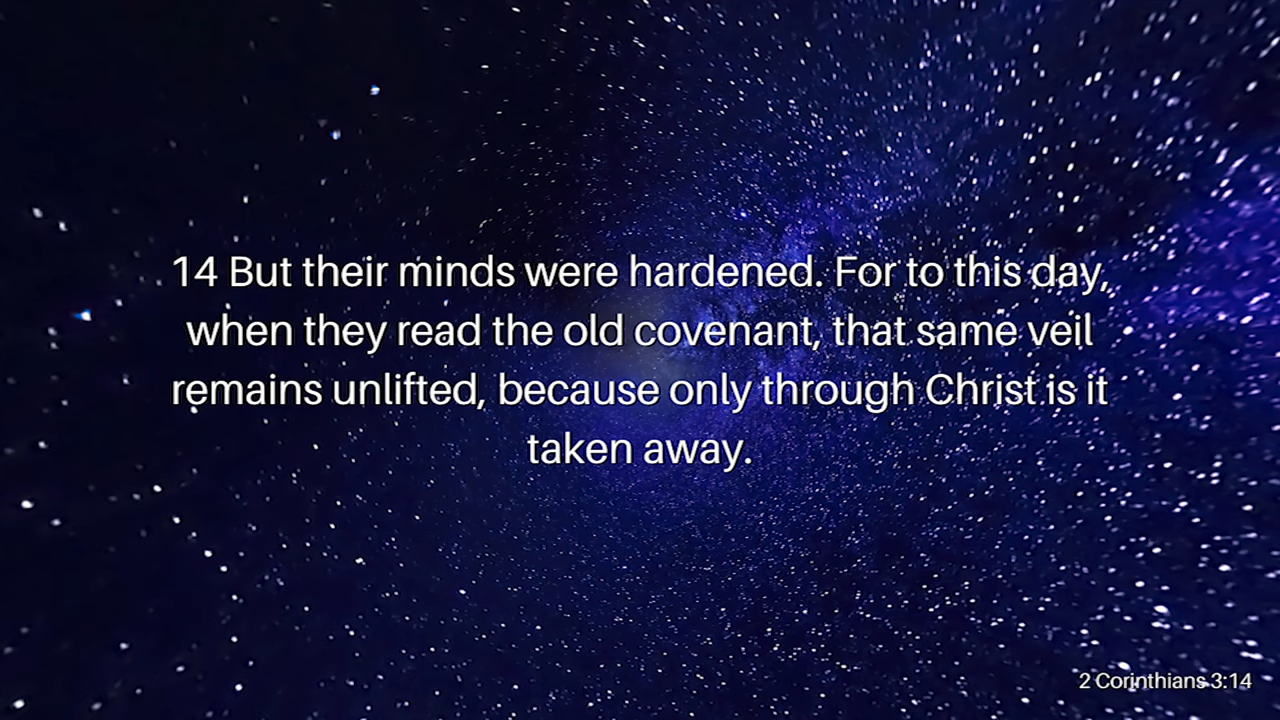 14 But their minds were hardened. For to this day,
when they read the old covenant, that same veil
remains unlifted, because only through Christ is it
taken away.
2 Corinthians 3:14